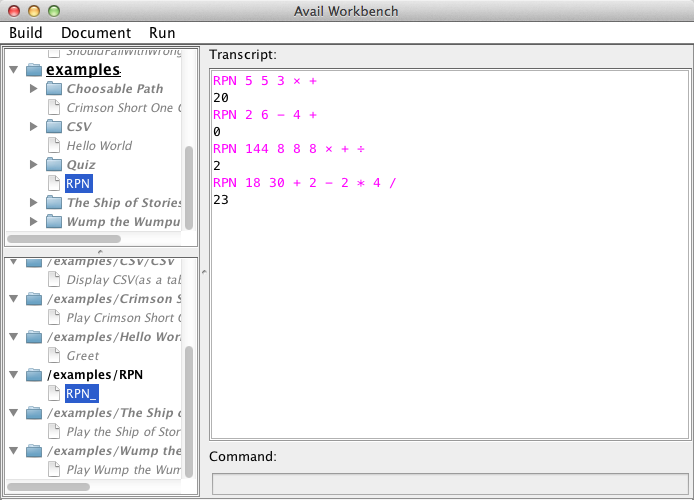 Avail Workbench
Build Document Run
ShouldFailWithWrong
examples
Choosable Path
Crimson Short One
CSV
Hello World
Quiz
RPN
The Ship of Stories
Wump the Wumpu
/examples/CSV/CSV
Display CSV(as a tab
/examples/Crimson S
Play Crimson Short
/examples/Hello Wor
Greet
/examples/RPN
RPN_
/examples/The Ship
Play the Ship of Stor
/examples/Wump the
Play Wump the Wum
Transcript:
RPN 5 5 3 × +
20
RPN 2 6 − 4 +
0
RPN 144 8 8 8 × + ÷
2
RPN 18 30 + 2 − 2 * 4 /
23
Command: